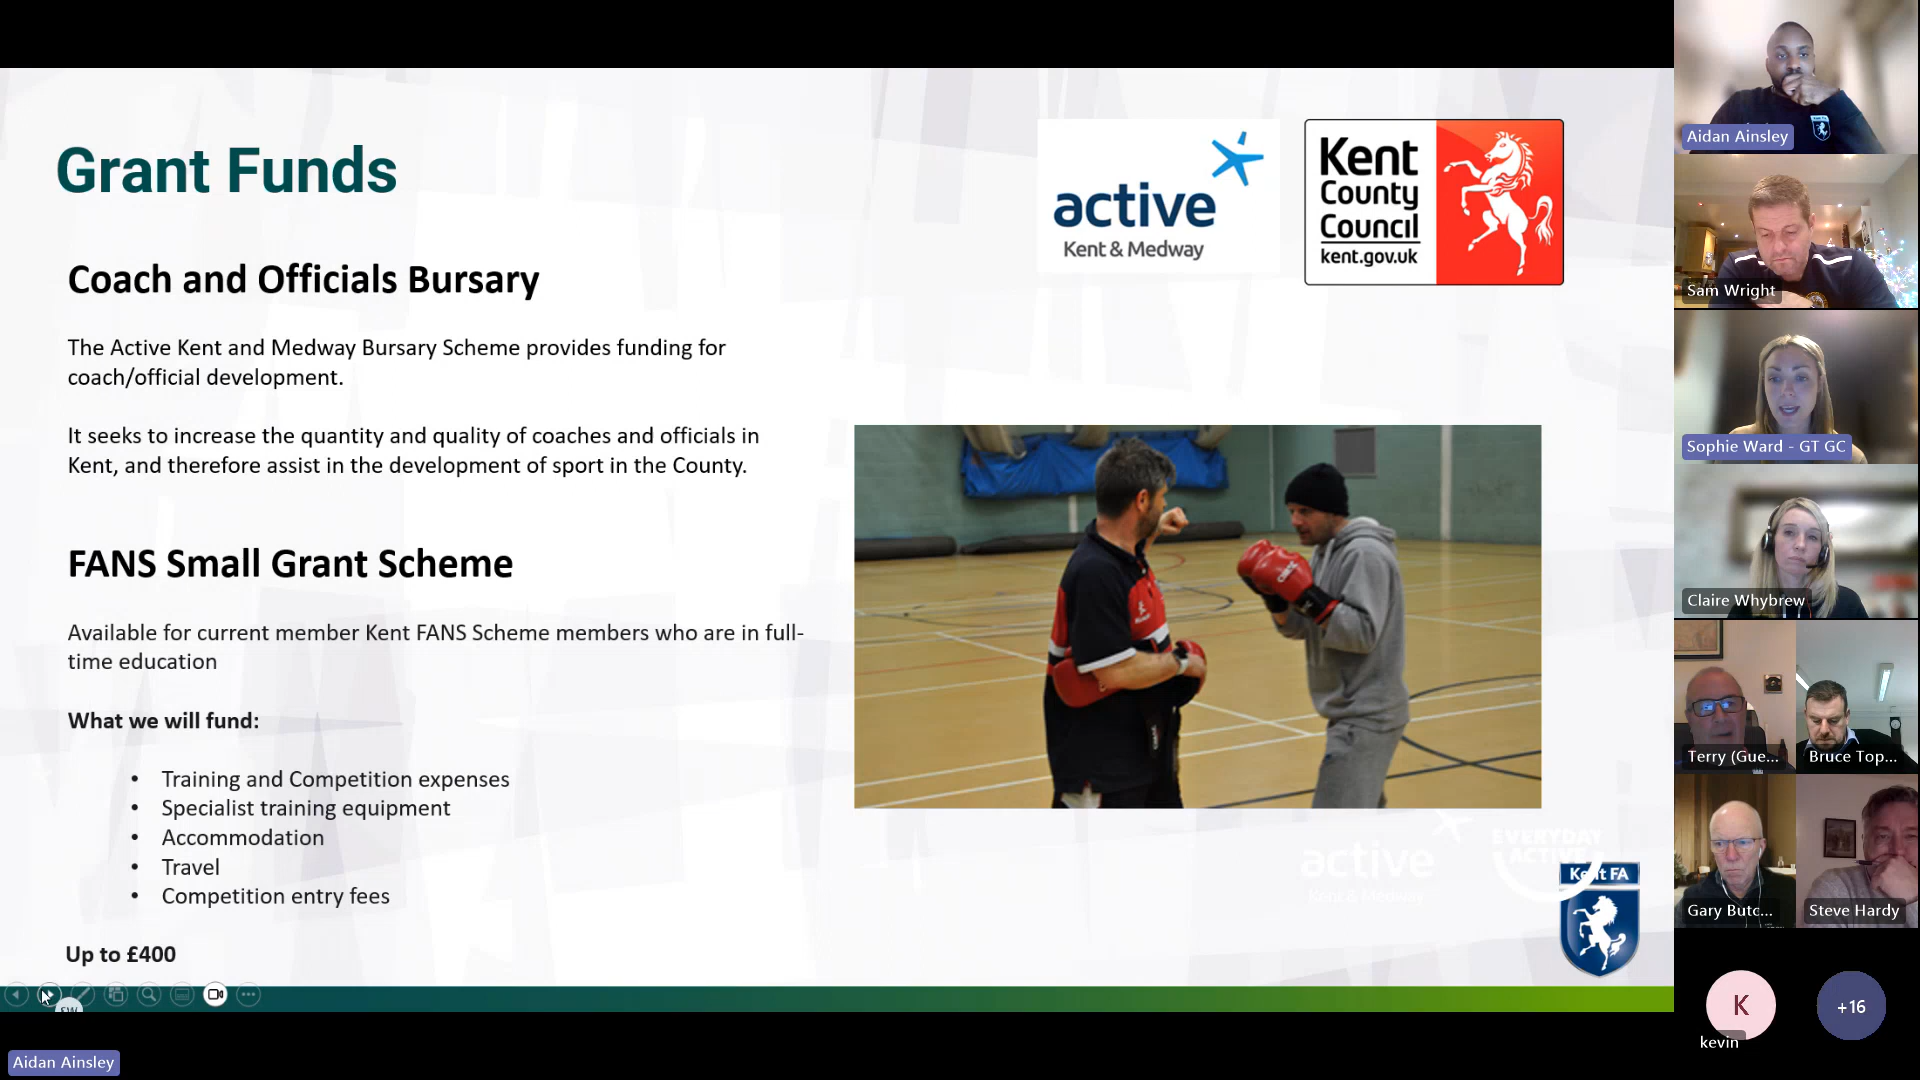 Grant Funds
active
Kent & Medway
Kent
County
Council
kent.gov.uk
Coach and Officials Bursary
The Active Kent and Medway Bursary Scheme provides funding for
coach/official development.
It seeks to increase the quantity and quality of coaches and officials in
Kent, and therefore assist in the development of sport in the County.
FANS Small Grant Scheme
Available for current member Kent FANS Scheme members who are in full-
time education
What we will fund:
• Training and Competition expenses
• Specialist training equipment
• Accommodation
• Travel
• Competition entry fees
Up to £400
active
Kent & Medway
EVERYDAY
ACTIVE
Kent FA
SW
Aidan Ainsley
Aidan Ainsley
Sam Wright
Sophie Ward - GT GC
Claire Whybrew
Terry (Gue...
Bruce Top...
Gary Butc...
Steve Hardy
K
kevin
+16